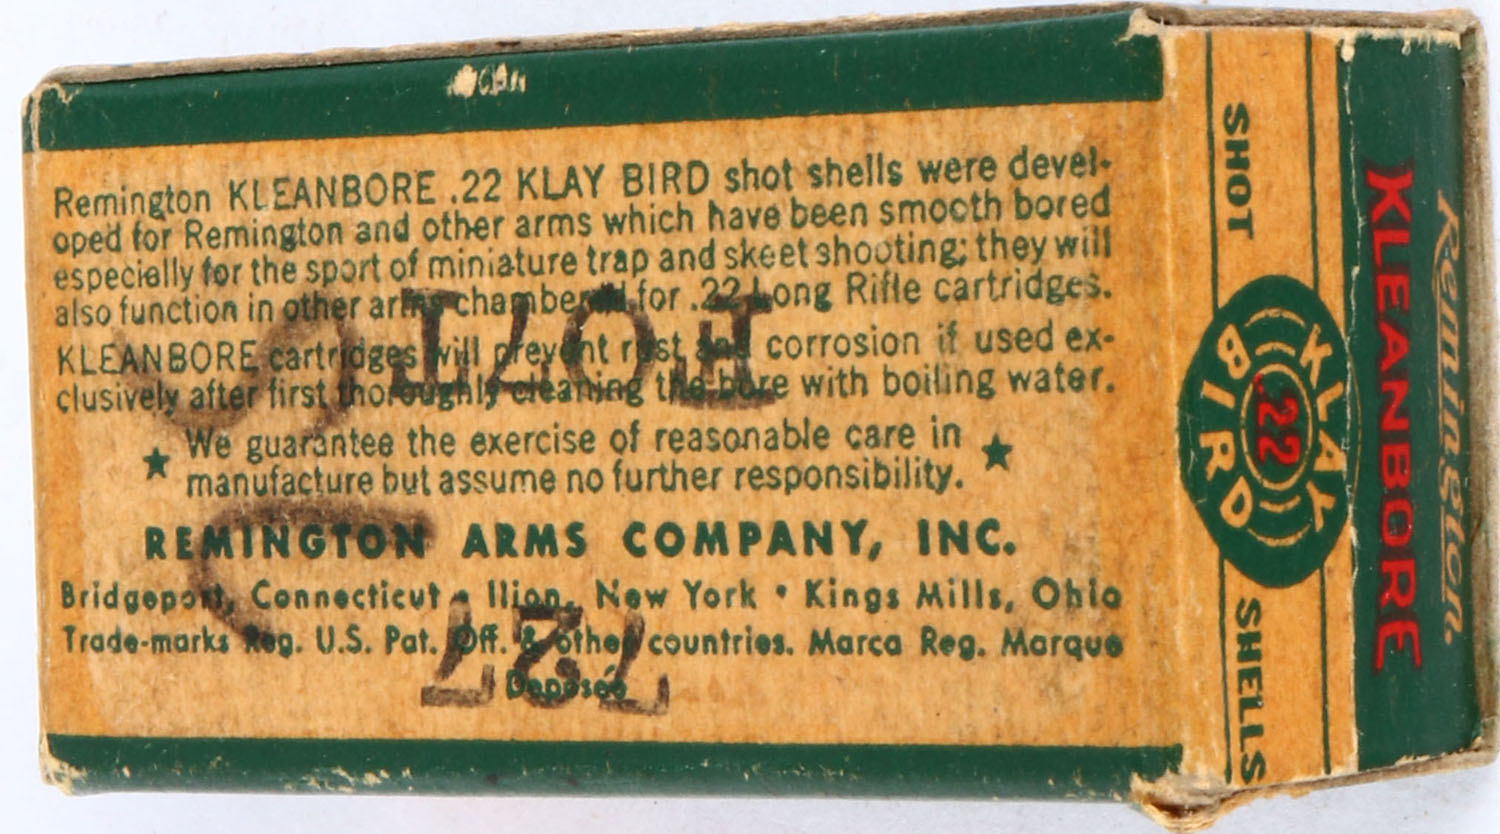 Remington KLEANBORE .22 KLAY BIRD shot shells were devel-
oped for Remington and other arms which have been smooth bored
especially for the sport of miniature trap and skeet shooting; they will
also function in other arms chambered for .22 Long Rifle cartridges.
KLEANBORE cartridges will prevent rust and corrosion if used ex-
clusively after first thoroughly cleaning the bore with boiling water.
★ We guarantee the exercise of reasonable care in ★
manufacture but assume no further responsibility.
REMINGTON ARMS COMPANY, INC.
Bridgeport, Connecticut • Ilion, New York • Kings Mills, Ohio
Trade-marks Reg. U.S. Pat. Off. & other countries. Marca Reg. Marque
Deposee
SHOT
KLAY
.22
BIRD
SHELLS
Remington
KLEANBORE